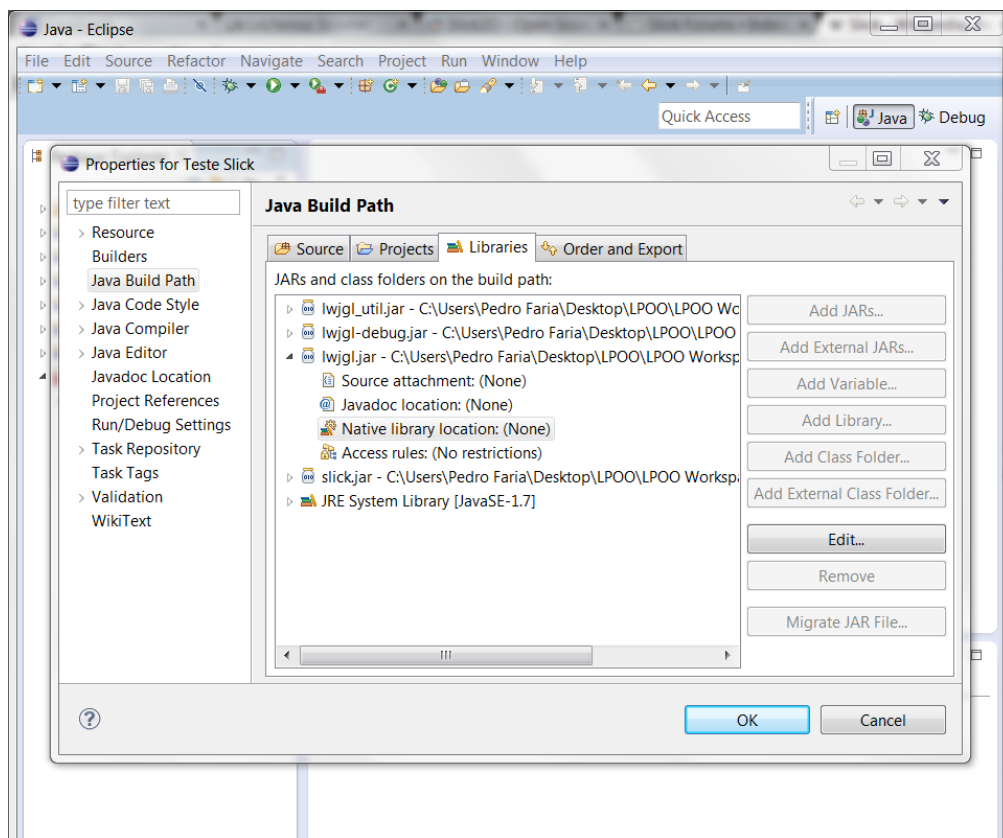 Java - Eclipse
File Edit Source Refactor Navigate Search Project Run Window Help
Quick Access
Java
Debug
Properties for Teste Slick
type filter text
Resource
Builders
Java Build Path
Java Code Style
Java Compiler
Java Editor
Javadoc Location
Project References
Run/Debug Settings
Task Repository
Task Tags
Validation
WikiText
Java Build Path
Source Projects Libraries Order and Export
JARs and class folders on the build path:
lwjgl_util.jar - C:\Users\Pedro Faria\Desktop\LPOO\LPOO Wc
lwjgl-debug.jar - C:\Users\Pedro Faria\Desktop\LPOO\LPOO
lwjgl.jar - C:\Users\Pedro Faria\Desktop\LPOO\LPOO Worksp
Source attachment: (None)
Javadoc location: (None)
Native library location: (None)
Access rules: (No restrictions)
slick.jar - C:\Users\Pedro Faria\Desktop\LPOO\LPOO Workspa
JRE System Library [JavaSE-1.7]
Add JARs...
Add External JARs...
Add Variable...
Add Library...
Add Class Folder...
Add External Class Folder...
Edit...
Remove
Migrate JAR File...
OK
Cancel